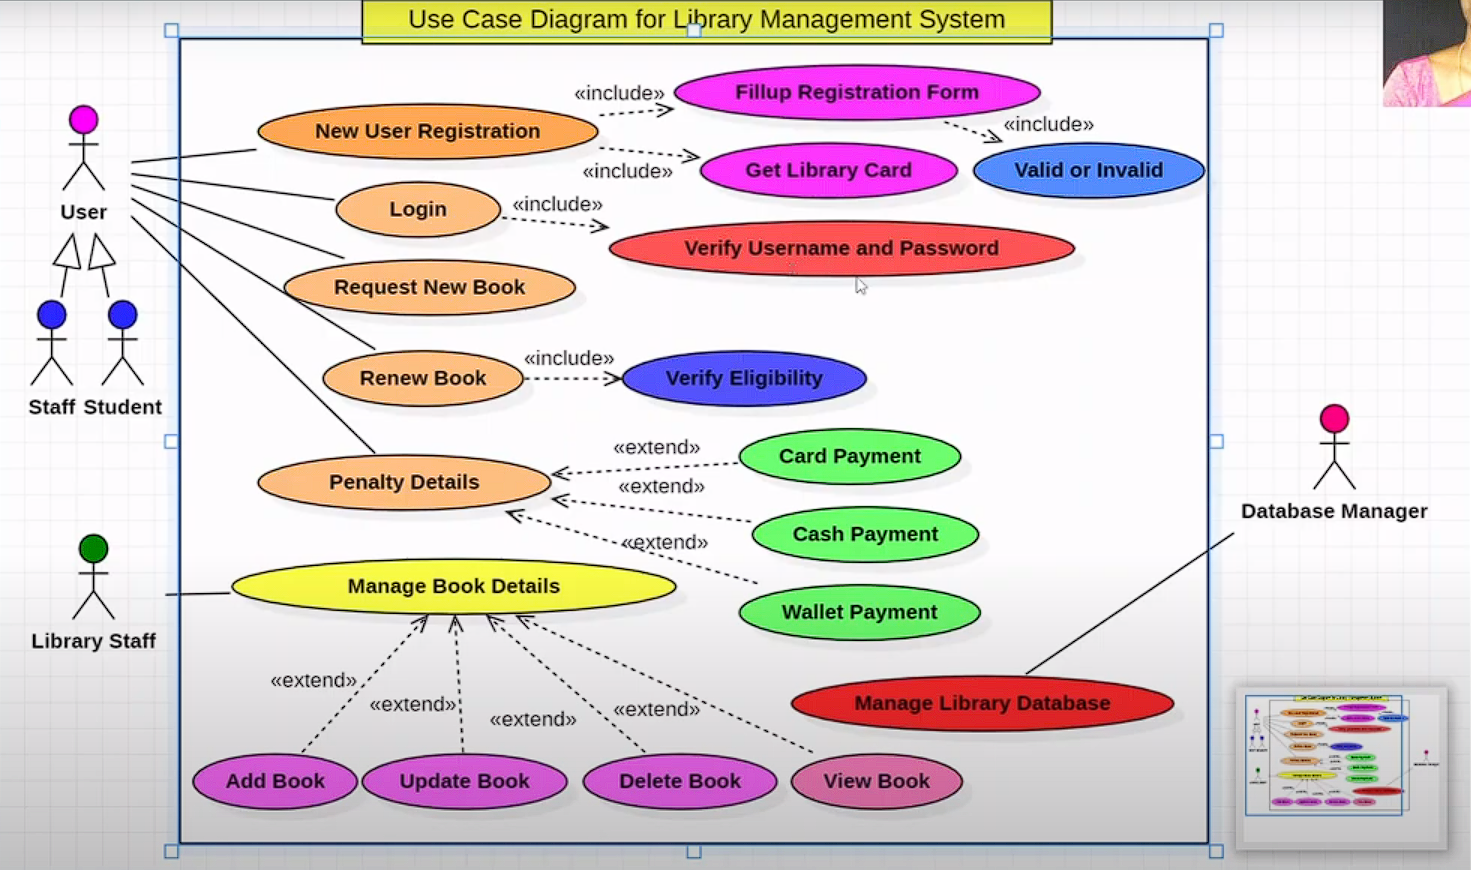 Use Case Diagram for Library Management System
«include»
Fillup Registration Form
New User Registration
«include»
«include»
Get Library Card
Valid or Invalid
User
Login
«include»
Verify Username and Password
Request New Book
«include»
Renew Book
Verify Eligibility
Staff Student
«extend»
Card Payment
Penalty Details
«extend»
Cash Payment
Database Manager
«extend»
Manage Book Details
Wallet Payment
Library Staff
«extend»
«extend»
«extend»
«extend»
Manage Library Database
Add Book
Update Book
Delete Book
View Book